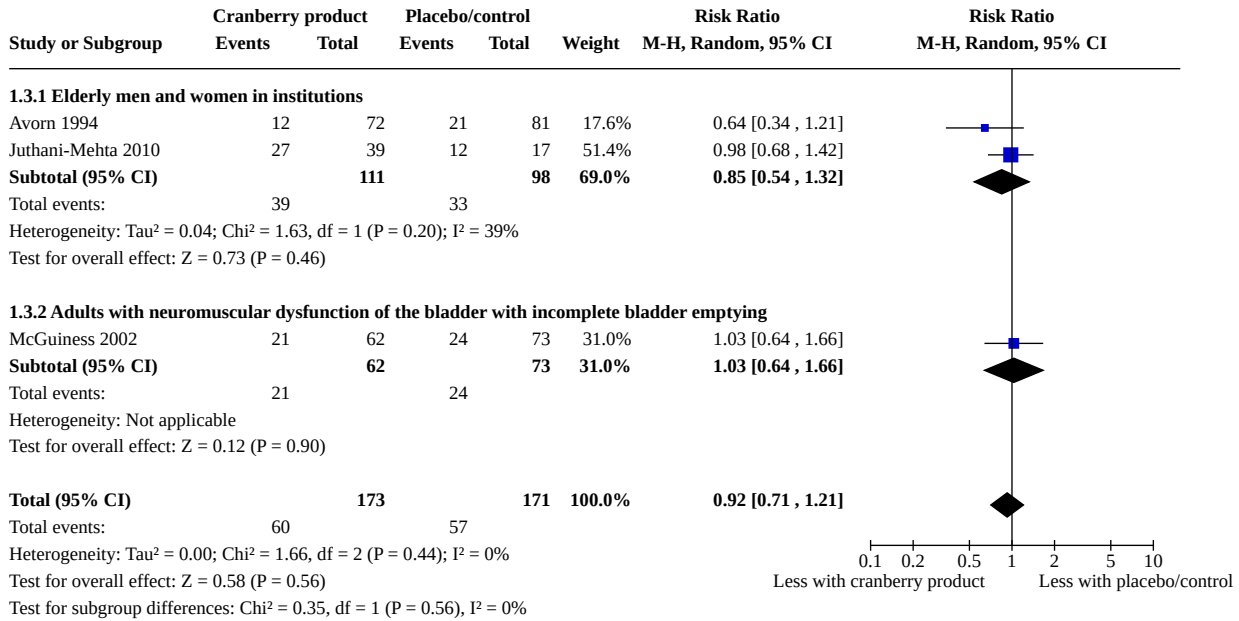 Cranberry product Placebo/control Risk Ratio Risk Ratio
Study or Subgroup Events Total Events Total Weight M-H, Random, 95% CI M-H, Random, 95% CI
1.3.1 Elderly men and women in institutions
Avorn 1994 12 72 21 81 17.6% 0.64 [0.34 , 1.21]
Juthani-Mehta 2010 27 39 12 17 51.4% 0.98 [0.68 , 1.42]
Subtotal (95% CI) 111 98 69.0% 0.85 [0.54 , 1.32]
Total events: 39 33
Heterogeneity: Tau² = 0.04; Chi² = 1.63, df = 1 (P = 0.20); I² = 39%
Test for overall effect: Z = 0.73 (P = 0.46)
1.3.2 Adults with neuromuscular dysfunction of the bladder with incomplete bladder emptying
McGuiness 2002 21 62 24 73 31.0% 1.03 [0.64 , 1.66]
Subtotal (95% CI) 62 73 31.0% 1.03 [0.64 , 1.66]
Total events: 21 24
Heterogeneity: Not applicable
Test for overall effect: Z = 0.12 (P = 0.90)
Total (95% CI) 173 171 100.0% 0.92 [0.71 , 1.21]
Total events: 60 57
Heterogeneity: Tau² = 0.00; Chi² = 1.66, df = 2 (P = 0.44); I² = 0%
0.1 0.2 0.5 1 2 5 10
Test for overall effect: Z = 0.58 (P = 0.56) Less with cranberry product Less with placebo/control
Test for subgroup differences: Chi² = 0.35, df = 1 (P = 0.56), I² = 0%